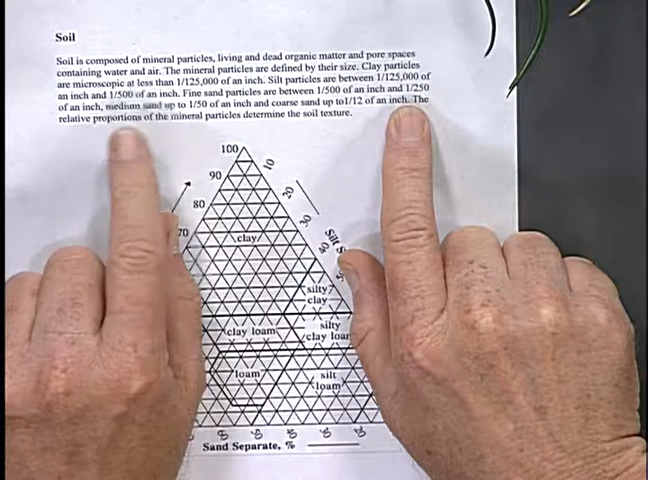 Soil
Soil is composed of mineral particles, living and dead organic matter and pore spaces
containing water and air. The mineral particles are defined by their size. Clay particles
are microscopic at less than 1/125,000 of an inch. Silt particles are between 1/125,000 of
an inch and 1/500 of an inch. Fine sand particles are between 1/500 of an inch and 1/250
of an inch, medium sand up to 1/50 of an inch and coarse sand up to1/12 of an inch. The
relative proportions of the mineral particles determine the soil texture.
100
10
90
20
80
30
70
clay
Silt S
40
silty
clay
clay loam
silty
clay loam
loam
silt
loam
Sand Separate, %